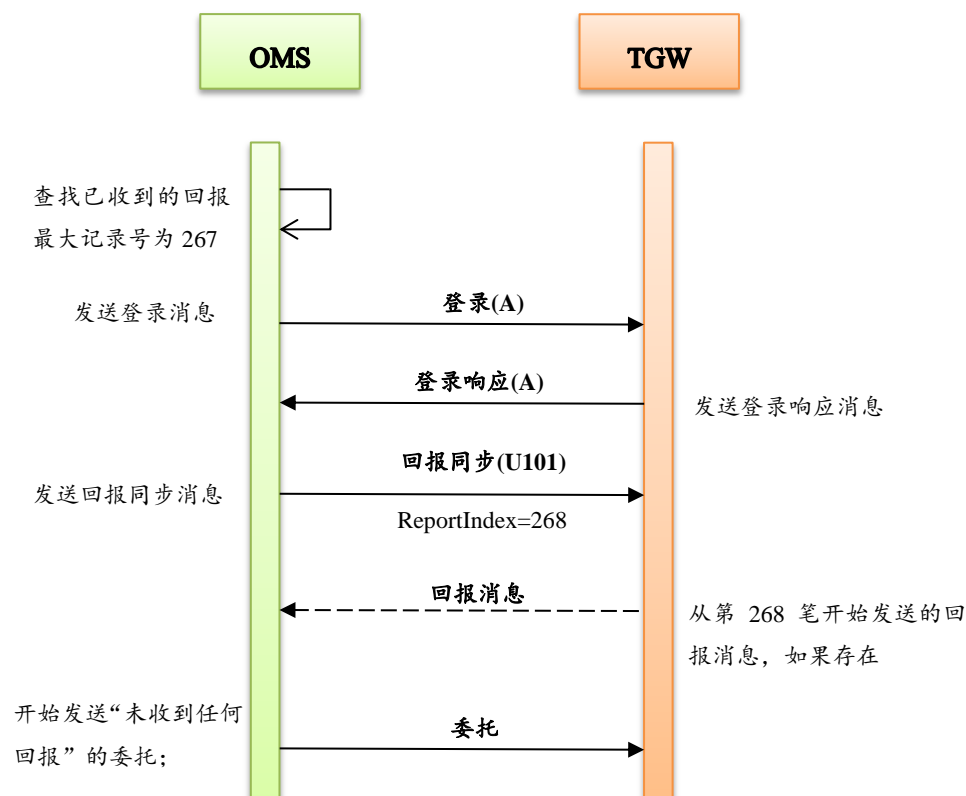 OMS
TGW
查找已收到的回报
最大记录号为 267
登录(A)
发送登录消息
登录响应(A)
发送登录响应消息
回报同步(U101)
发送回报同步消息
ReportIndex=268
回报消息
从第 268 笔开始发送的回
报消息，如果存在
开始发送“未收到任何
回报”的委托；
委托